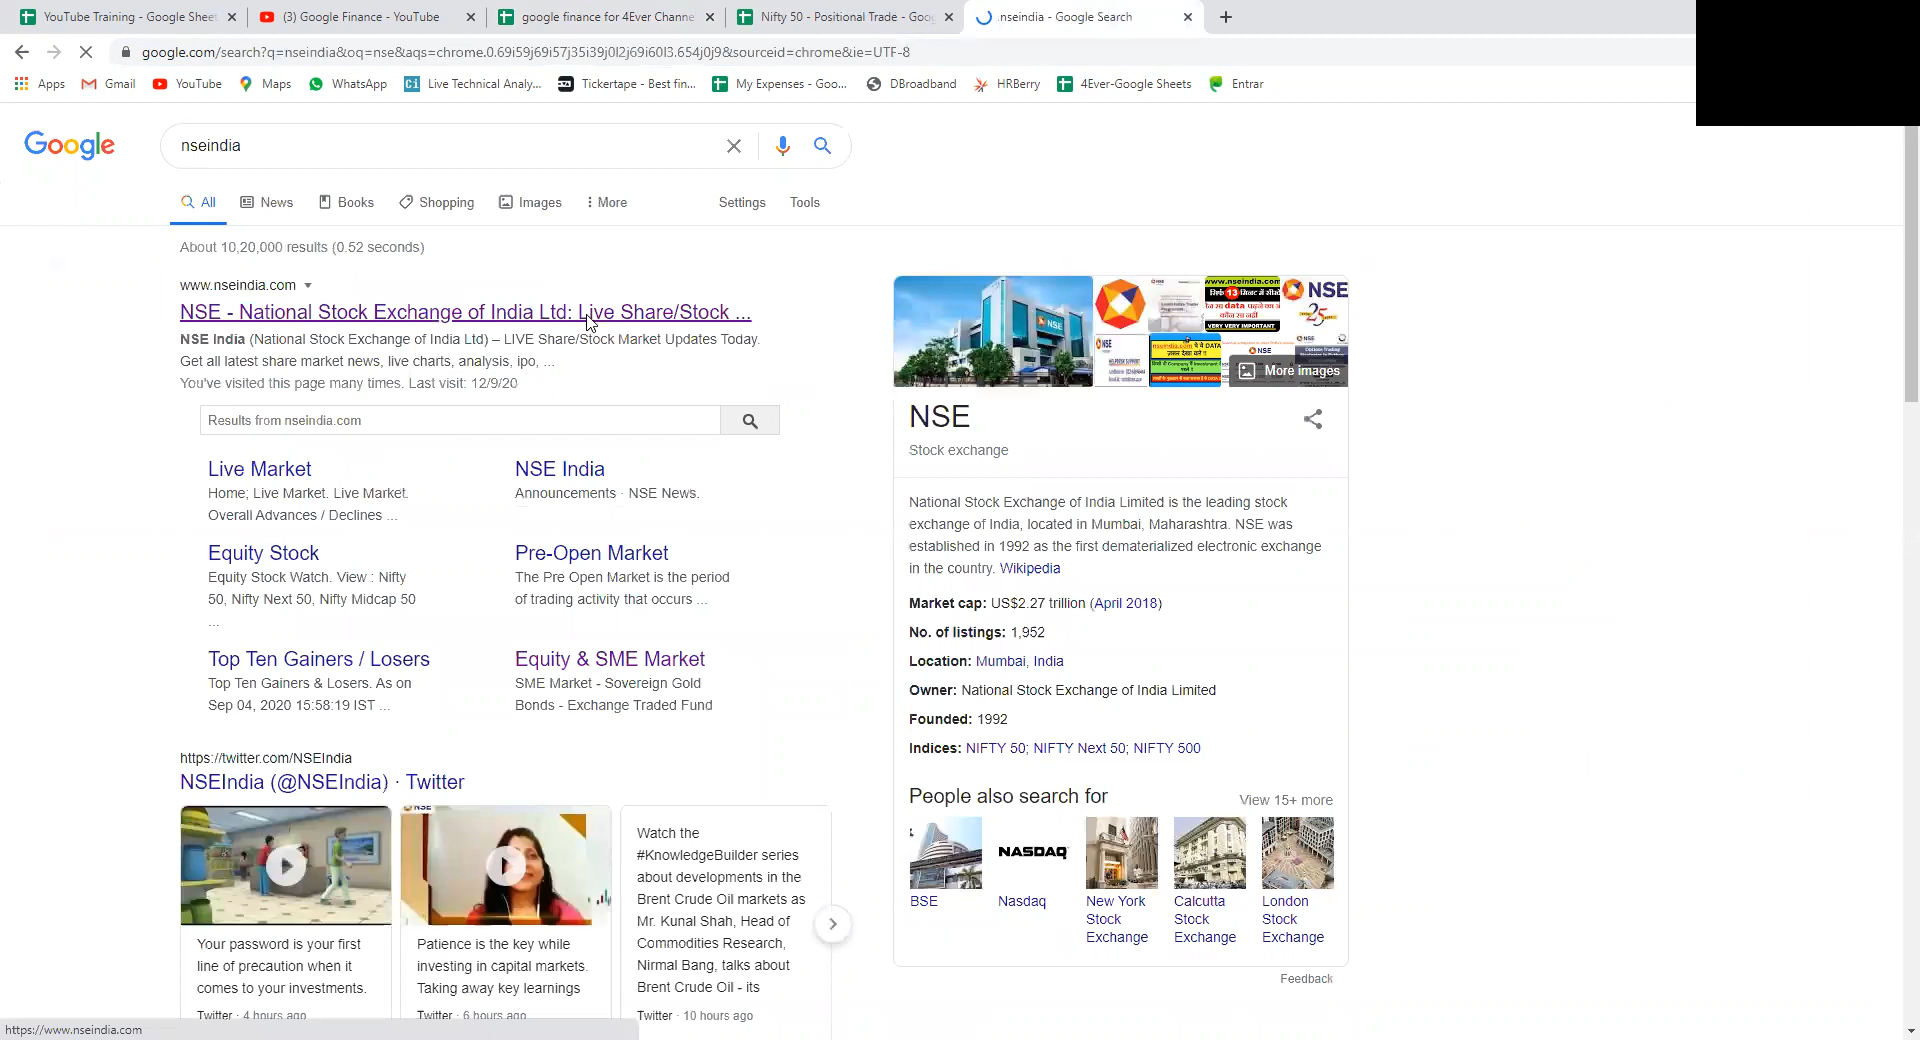 YouTube Training - Google Sheet
(3) Google Finance - YouTube
google finance for 4Ever Channe
Nifty 50 - Positional Trade - Goo
nseindia - Google Search
google.com/search?q=nseindia&oq=nse&aqs=chrome.0.69i59j69i57j35i39j0l2j69i60l3.654j0j9&sourceid=chrome&ie=UTF-8
Apps
Gmail
YouTube
Maps
WhatsApp
Live Technical Analy...
Tickertape - Best fin...
My Expenses - Goo...
DBroadband
HRBerry
4Ever-Google Sheets
Entrar
Google
nseindia
All
News
Books
Shopping
Images
More
Settings
Tools
About 10,20,000 results (0.52 seconds)
www.nseindia.com
NSE - National Stock Exchange of India Ltd: Live Share/Stock ...
NSE India (National Stock Exchange of India Ltd) – LIVE Share/Stock Market Updates Today.
Get all latest share market news, live charts, analysis, ipo, ...
You've visited this page many times. Last visit: 12/9/20
Results from nseindia.com
Live Market
Home; Live Market. Live Market.
Overall Advances / Declines ...
NSE India
Announcements · NSE News.
Equity Stock
Equity Stock Watch. View : Nifty
50, Nifty Next 50, Nifty Midcap 50
...
Pre-Open Market
The Pre Open Market is the period
of trading activity that occurs ...
Top Ten Gainers / Losers
Top Ten Gainers & Losers. As on
Sep 04, 2020 15:58:19 IST ...
Equity & SME Market
SME Market - Sovereign Gold
Bonds - Exchange Traded Fund
https://twitter.com/NSEIndia
NSEIndia (@NSEIndia) · Twitter
Your password is your first
line of precaution when it
comes to your investments.
Twitter · 4 hours ago
NSE
Patience is the key while
investing in capital markets.
Taking away key learnings
Twitter · 6 hours ago
Watch the
#KnowledgeBuilder series
about developments in the
Brent Crude Oil markets as
Mr. Kunal Shah, Head of
Commodities Research,
Nirmal Bang, talks about
Brent Crude Oil - its
Twitter · 10 hours ago
https://www.nseindia.com
NSE
www.nseindia.com
VERY VERY IMPORTANT
NSE
25
NSE
More images
NSE
Stock exchange
National Stock Exchange of India Limited is the leading stock
exchange of India, located in Mumbai, Maharashtra. NSE was
established in 1992 as the first dematerialized electronic exchange
in the country. Wikipedia
Market cap: US$2.27 trillion (April 2018)
No. of listings: 1,952
Location: Mumbai, India
Owner: National Stock Exchange of India Limited
Founded: 1992
Indices: NIFTY 50; NIFTY Next 50; NIFTY 500
People also search for
View 15+ more
NASDAQ
BSE
Nasdaq
New York
Stock
Exchange
Calcutta
Stock
Exchange
London
Stock
Exchange
Feedback